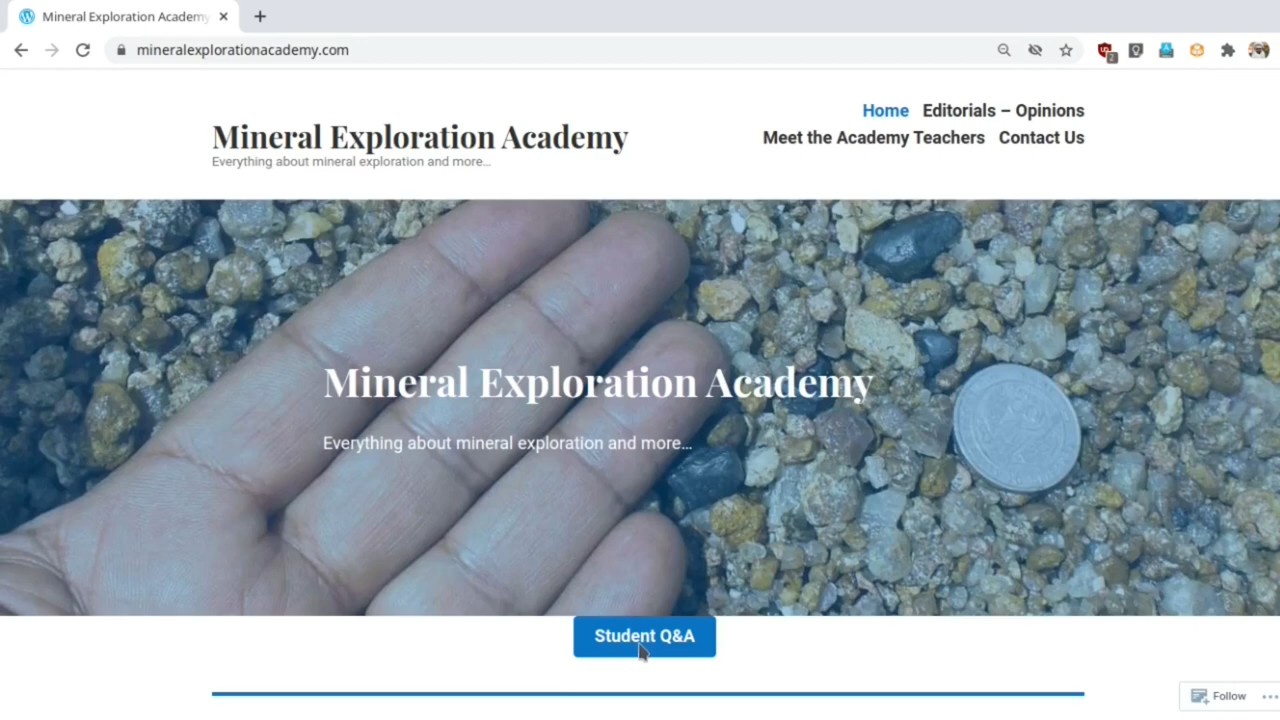 Mineral Exploration Academy
mineralexplorationacademy.com
2
Home Editorials – Opinions
Meet the Academy Teachers Contact Us
Mineral Exploration Academy
Everything about mineral exploration and more…
Mineral Exploration Academy
Everything about mineral exploration and more…
Student Q&A
Follow